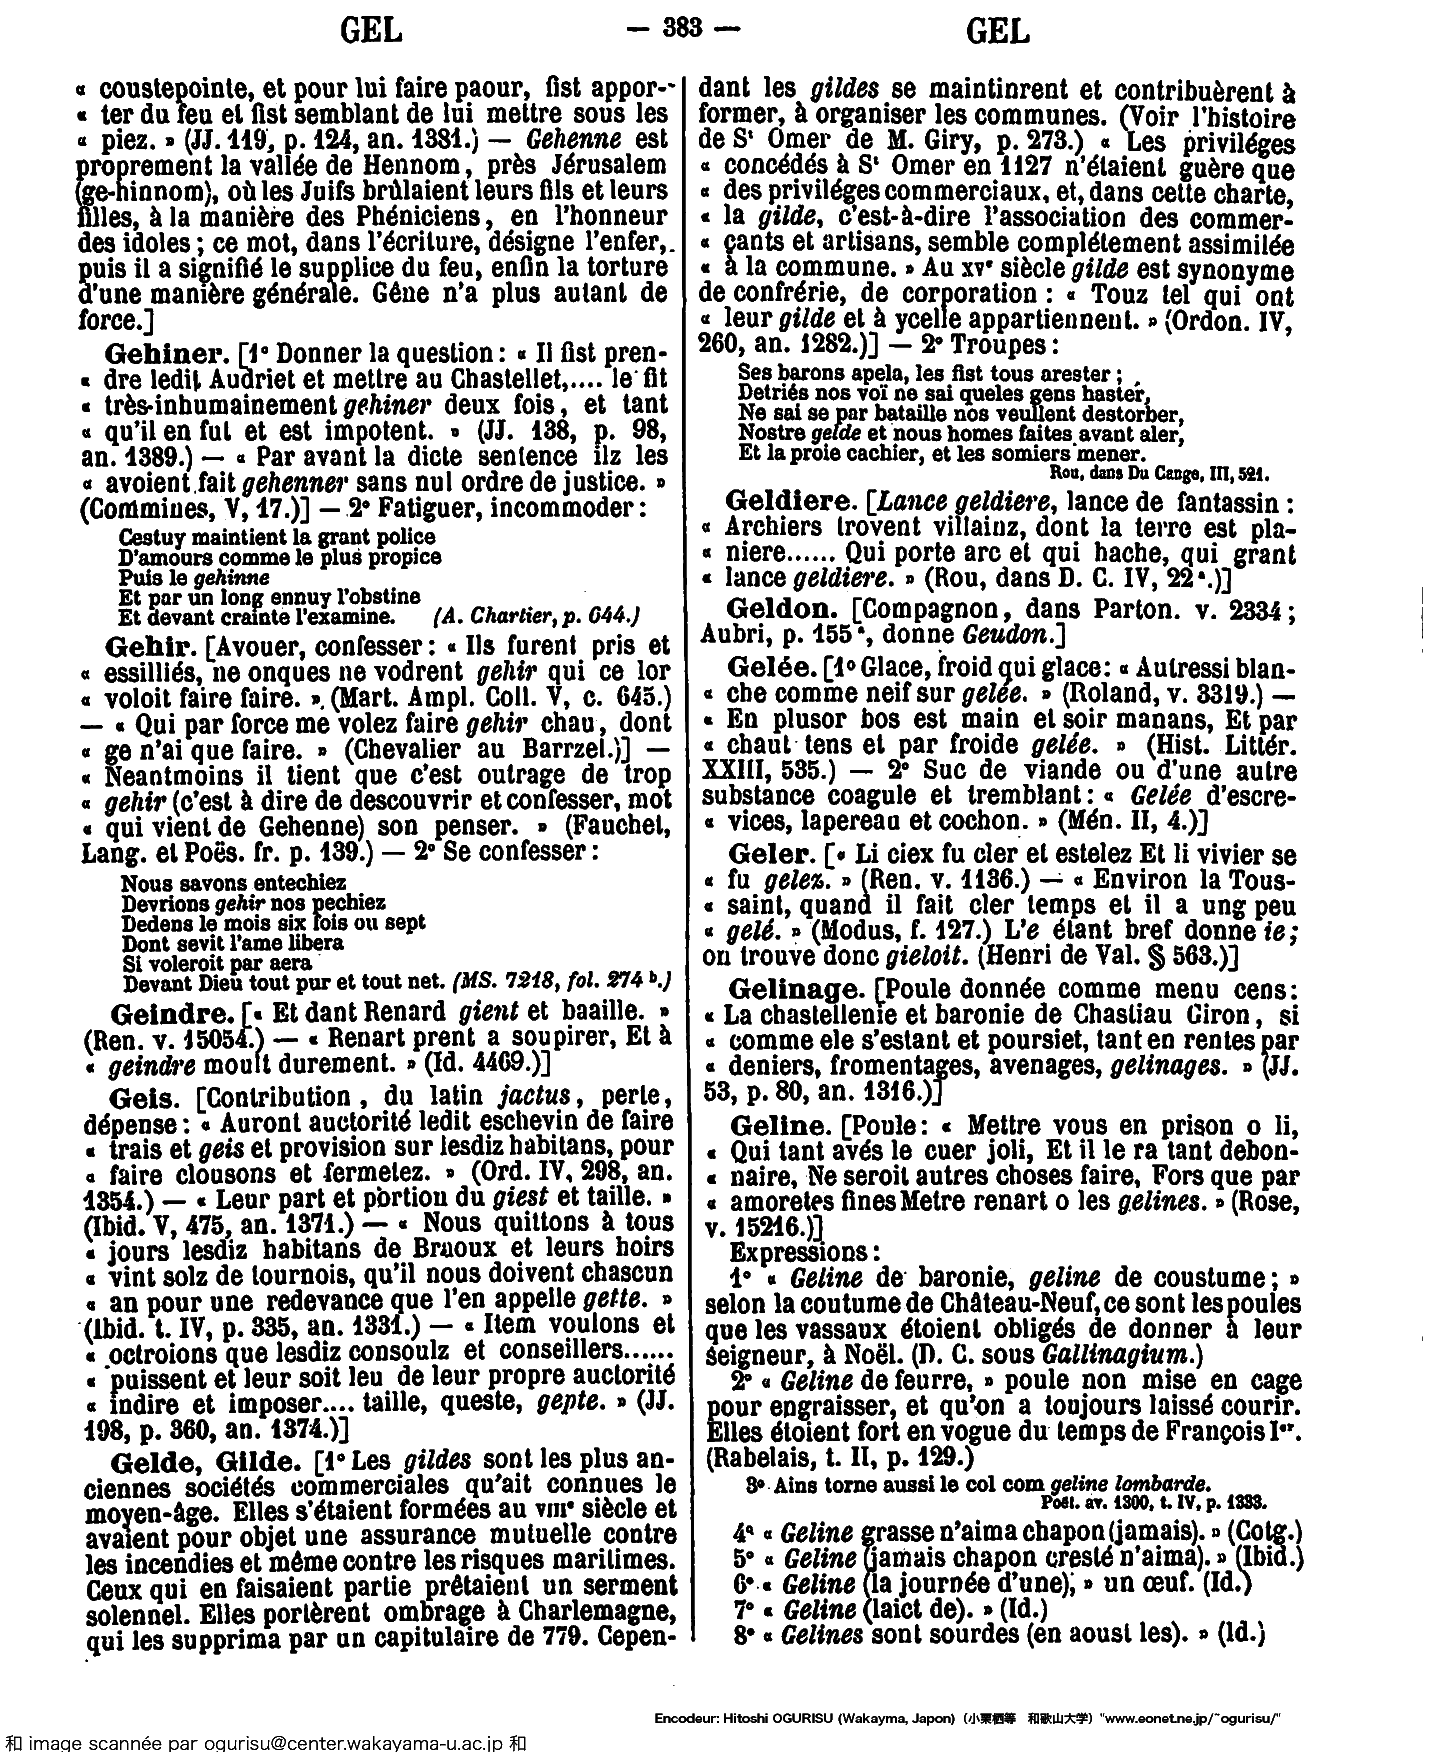 GEL
— 383 —
GEL
« coustepointe, et pour lui faire paour, fist appor-
« ter du feu et fist semblant de lui mettre sous les
« piez. » (JJ. 119, p. 124, an. 1381.) — Gehenne est
proprement la vallée de Hennom, près Jérusalem
(ge-hinnom), où les Juifs brûlaient leurs fils et leurs
filles, à la manière des Phéniciens, en l'honneur
des idoles ; ce mot, dans l'écriture, désigne l'enfer,
puis il a signifié le supplice du feu, enfin la torture
d'une manière générale. Gêne n'a plus autant de
force.]
Gehiner. [1° Donner la question : « Il fist pren-
« dre ledit Audriet et mettre au Chastellet,.... le fit
« très-inhumainement gehiner deux fois, et tant
« qu'il en fut et est impotent. » (JJ. 138, p. 98,
an. 1389.) — « Par avant la dicte sentence ilz les
« avoient fait gehenner sans nul ordre de justice. »
(Commines, V, 17.)] — 2° Fatiguer, incommoder :
Cestuy maintient la grant police
D'amours comme le plus propice
Puis le gehinne
Et par un long ennuy l'obstine
Et devant crainte l'examine. (A. Chartier, p. 644.)
Gehir. [Avouer, confesser : « Ils furent pris et
« essilliés, ne onques ne vodrent gehir qui ce lor
« voloit faire faire. » (Mart. Ampl. Coll. V, c. 645.)
— « Qui par force me volez faire gehir chau, dont
« ge n'ai que faire. » (Chevalier au Barrzel.)] —
« Neantmoins il tient que c'est outrage de trop
« gehir (c'est à dire de descouvrir et confesser, mot
« qui vient de Gehenne) son penser. » (Fauchet,
Lang. et Poës. fr. p. 139.) — 2° Se confesser :
Nous savons entechiez
Devrions gehir nos pechiez
Dedens le mois six fois ou sept
Dont sevit l'ame libera
Si voleroit par aera
Devant Dieu tout pur et tout net. (MS. 7218, fol. 274 b.)
Geindre. [« Et dant Renard gient et baaille. »
(Ren. v. 15054.) — « Renart prent a soupirer, Et à
« geindre moult durement. » (Id. 4469.)]
Geis. [Contribution, du latin jactus, perte,
dépense : « Auront auctorité ledit eschevin de faire
« trais et geis et provision sur lesdiz habitans, pour
« faire clousons et fermetez. » (Ord. IV, 298, an.
1354.) — « Leur part et portion du giest et taille. »
(Ibid. V, 475, an. 1371.) — « Nous quittons à tous
« jours lesdiz habitans de Braoux et leurs hoirs
« vint solz de tournois, qu'il nous doivent chascun
« an pour une redevance que l'en appelle gette. »
(Ibid. t. IV, p. 335, an. 1331.) — « Item voulons et
« octroions que lesdiz consoulz et conseillers......
« puissent et leur soit leu de leur propre auctorité
« indire et imposer.... taille, queste, gepte. » (JJ.
198, p. 360, an. 1374.)]
Gelde, Gilde. [1° Les gildes sont les plus an-
ciennes sociétés commerciales qu'ait connues le
moyen-âge. Elles s'étaient formées au VIIIe siècle et
avaient pour objet une assurance mutuelle contre
les incendies et même contre les risques maritimes.
Ceux qui en faisaient partie prêtaient un serment
solennel. Elles portèrent ombrage à Charlemagne,
qui les supprima par un capitulaire de 779. Cepen-
dant les gildes se maintinrent et contribuèrent à
former, à organiser les communes. (Voir l'histoire
de St Omer de M. Giry, p. 273.) « Les priviléges
« concédés à St Omer en 1127 n'étaient guère que
« des priviléges commerciaux, et, dans cette charte,
« la gilde, c'est-à-dire l'association des commer-
« çants et artisans, semble complétement assimilée
« à la commune. » Au XVe siècle gilde est synonyme
de confrérie, de corporation : « Touz tel qui ont
« leur gilde et à ycelle appartiennent. » (Ordon. IV,
260, an. 1282.)] — 2° Troupes :
Ses barons apela, les fist tous arester ;
Detriés nos voï ne sai queles gens haster,
Ne sai se par bataille nos veullent destorber,
Nostre gelde et nous homes faites avant aler,
Et la proie cachier, et les somiers mener.
Rou, dans Du Cange, III, 521.
Geldiere. [Lance geldiere, lance de fantassin :
« Archiers trovent villainz, dont la terre est pla-
« niere...... Qui porte arc et qui hache, qui grant
« lance geldiere. » (Rou, dans D. C. IV, 22 a.)]
Geldon. [Compagnon, dans Parton. v. 2334 ;
Aubri, p. 155 a, donne Geudon.]
Gelée. [1° Glace, froid qui glace : « Autressi blan-
« che comme neif sur gelée. » (Roland, v. 3319.) —
« En plusor bos est main et soir manans, Et par
« chaut tens et par froide gelée. » (Hist. Littér.
XXIII, 535.) — 2° Suc de viande ou d'une autre
substance coagule et tremblant : « Gelée d'escre-
« vices, lapereau et cochon. » (Mén. II, 4.)]
Geler. [« Li ciex fu cler et estelez Et li vivier se
« fu gelez. » (Ren. v. 1136.) — « Environ la Tous-
« saint, quand il fait cler temps et il a ung peu
« gelé. » (Modus, f. 127.) L'e étant bref donne ie ;
on trouve donc gieloit. (Henri de Val. § 563.)]
Gelinage. [Poule donnée comme menu cens :
« La chastellenie et baronie de Chastiau Giron, si
« comme ele s'estant et poursiet, tant en rentes par
« deniers, fromentages, avenages, gelinages. » (JJ.
53, p. 80, an. 1316.)]
Geline. [Poule : « Mettre vous en prison o li,
« Qui tant avés le cuer joli, Et il le ra tant debon-
« naire, Ne seroit autres choses faire, Fors que par
« amoretes fines Metre renart o les gelines. » (Rose,
v. 15216.)]
Expressions :
1° « Geline de baronie, geline de coustume ; »
selon la coutume de Château-Neuf, ce sont les poules
que les vassaux étoient obligés de donner à leur
seigneur, à Noël. (D. C. sous Gallinagium.)
2° « Geline de feurre, » poule non mise en cage
pour engraisser, et qu'on a toujours laissé courir.
Elles étoient fort en vogue du temps de François Ier.
(Rabelais, t. II, p. 129.)
3° Ains torne aussi le col com geline lombarde.
Poët. av. 1300, t. IV, p. 1333.
4° « Geline grasse n'aima chapon (jamais). » (Cotg.)
5° « Geline (jamais chapon cresté n'aima). » (Ibid.)
6° « Geline (la journée d'une), » un œuf. (Id.)
7° « Geline (laict de). » (Id.)
8° « Gelines sont sourdes (en aoust les). » (Id.)
Encodeur: Hitoshi OGURISU (Wakayma, Japon) (小栗栖等 和歌山大学) "www.eonet.ne.jp/~ogurisu/"
和 image scannée par ogurisu@center.wakayama-u.ac.jp 和